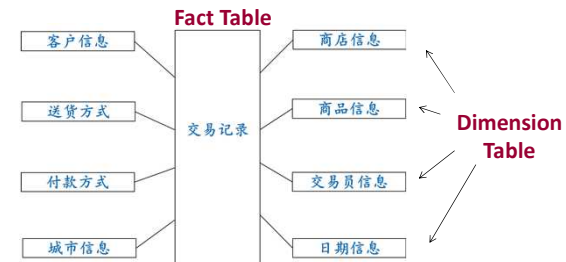 Fact Table
客户信息
商店信息
送货方式
商品信息
交易记录
Dimension
Table
付款方式
交易员信息
城市信息
日期信息